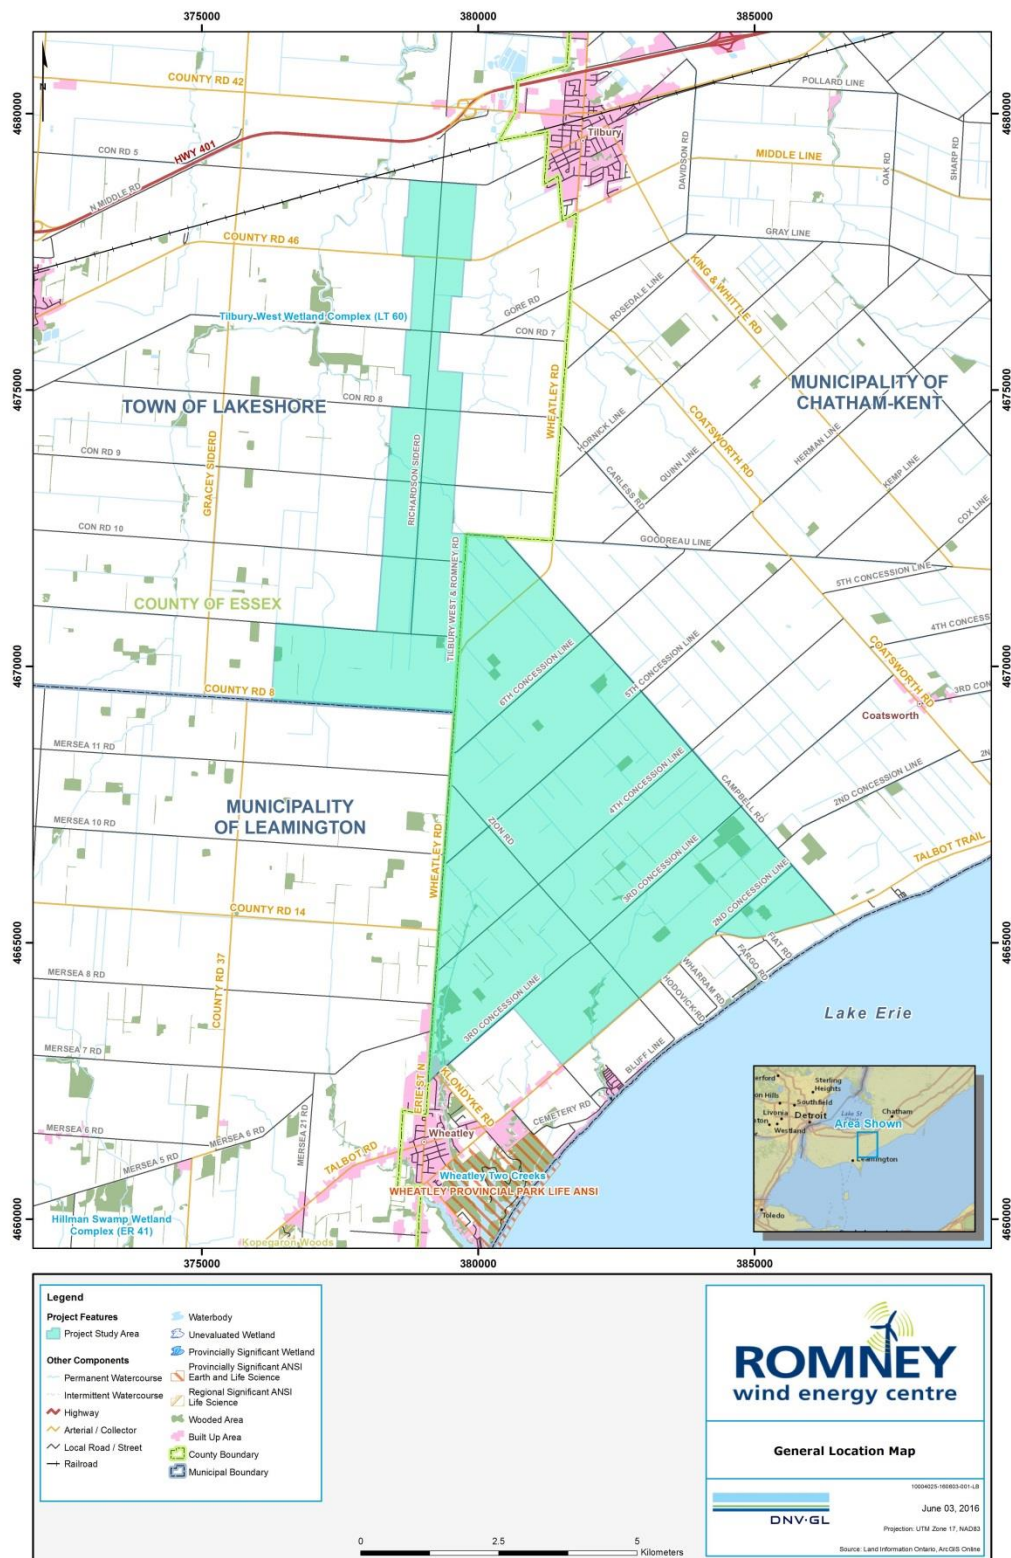 375000
380000
385000
4680000
4675000
4670000
4665000
4660000
4680000
4675000
4670000
4665000
4660000
N
COUNTY RD 42
POLLARD LINE
Tilbury
HWY 401
CON RD 5
DAVIDSON RD
MIDDLE LINE
OAK RD
SHARP RD
N MIDDLE RD
COUNTY RD 46
GRAY LINE
KING & WHITTLE RD
ROSEDALE LINE
GORE RD
Tilbury West Wetland Complex (LT 60)
CON RD 7
TOWN OF LAKESHORE
CON RD 8
WHEATLEY RD
MUNICIPALITY OF
CHATHAM-KENT
COATSWORTH RD
HORNICK LINE
QUINN LINE
HERMAN LINE
KEMP LINE
COX LINE
CARLESS RD
GRACEY SIDERD
RICHARDSON SIDERD
CON RD 9
CON RD 10
GOODREAU LINE
TILBURY WEST & ROMNEY RD
5TH CONCESSION LINE
4TH CONCESS
COUNTY OF ESSEX
COATSWORTH RD
3RD CON
COUNTY RD 8
6TH CONCESSION LINE
5TH CONCESSION LINE
Coatsworth
MERSEA 11 RD
4TH CONCESSION LINE
CAMPBELL RD
2ND CONCESSION LINE
2N
MUNICIPALITY
OF LEAMINGTON
MERSEA 10 RD
ZION RD
TALBOT TRAIL
WHEATLEY RD
3RD CONCESSION LINE
2ND CONCESSION LINE
COUNTY RD 14
COUNTY RD 37
FIAT RD
FARGO RD
WHARRAM RD
HODOVICK RD
MERSEA 8 RD
3RD CONCESSION LINE
Lake Erie
MERSEA 7 RD
BLUFF LINE
ERIE ST N
KLONDYKE RD
CEMETERY RD
MERSEA 6 RD
MERSEA 6 RD
MERSEA 5 RD
MERSEA 21 RD
TALBOT RD
Wheatley
Wheatley Two Creeks
WHEATLEY PROVINCIAL PARK LIFE ANSI
Hillman Swamp Wetland
Complex (ER 41)
Kopegaron Woods
erford
Sterling
Heights
on Hills
Southfield
Livonia
Detroit
Lake St
Chatham
ton
Westland
Area Shown
Leamington
Toledo
375000
380000
385000
Legend
Project Features
Project Study Area
Other Components
Permanent Watercourse
Intermittent Watercourse
Highway
Arterial / Collector
Local Road / Street
Railroad
Waterbody
Unevaluated Wetland
Provincially Significant Wetland
Provincially Significant ANSI
Earth and Life Science
Regional Significant ANSI
Life Science
Wooded Area
Built Up Area
County Boundary
Municipal Boundary
0 2.5 5
Kilometers
ROMNEY
wind energy centre
General Location Map
10004025-160603-001-LB
DNV·GL
June 03, 2016
Projection: UTM Zone 17, NAD83
Source: Land Information Ontario, ArcGIS Online